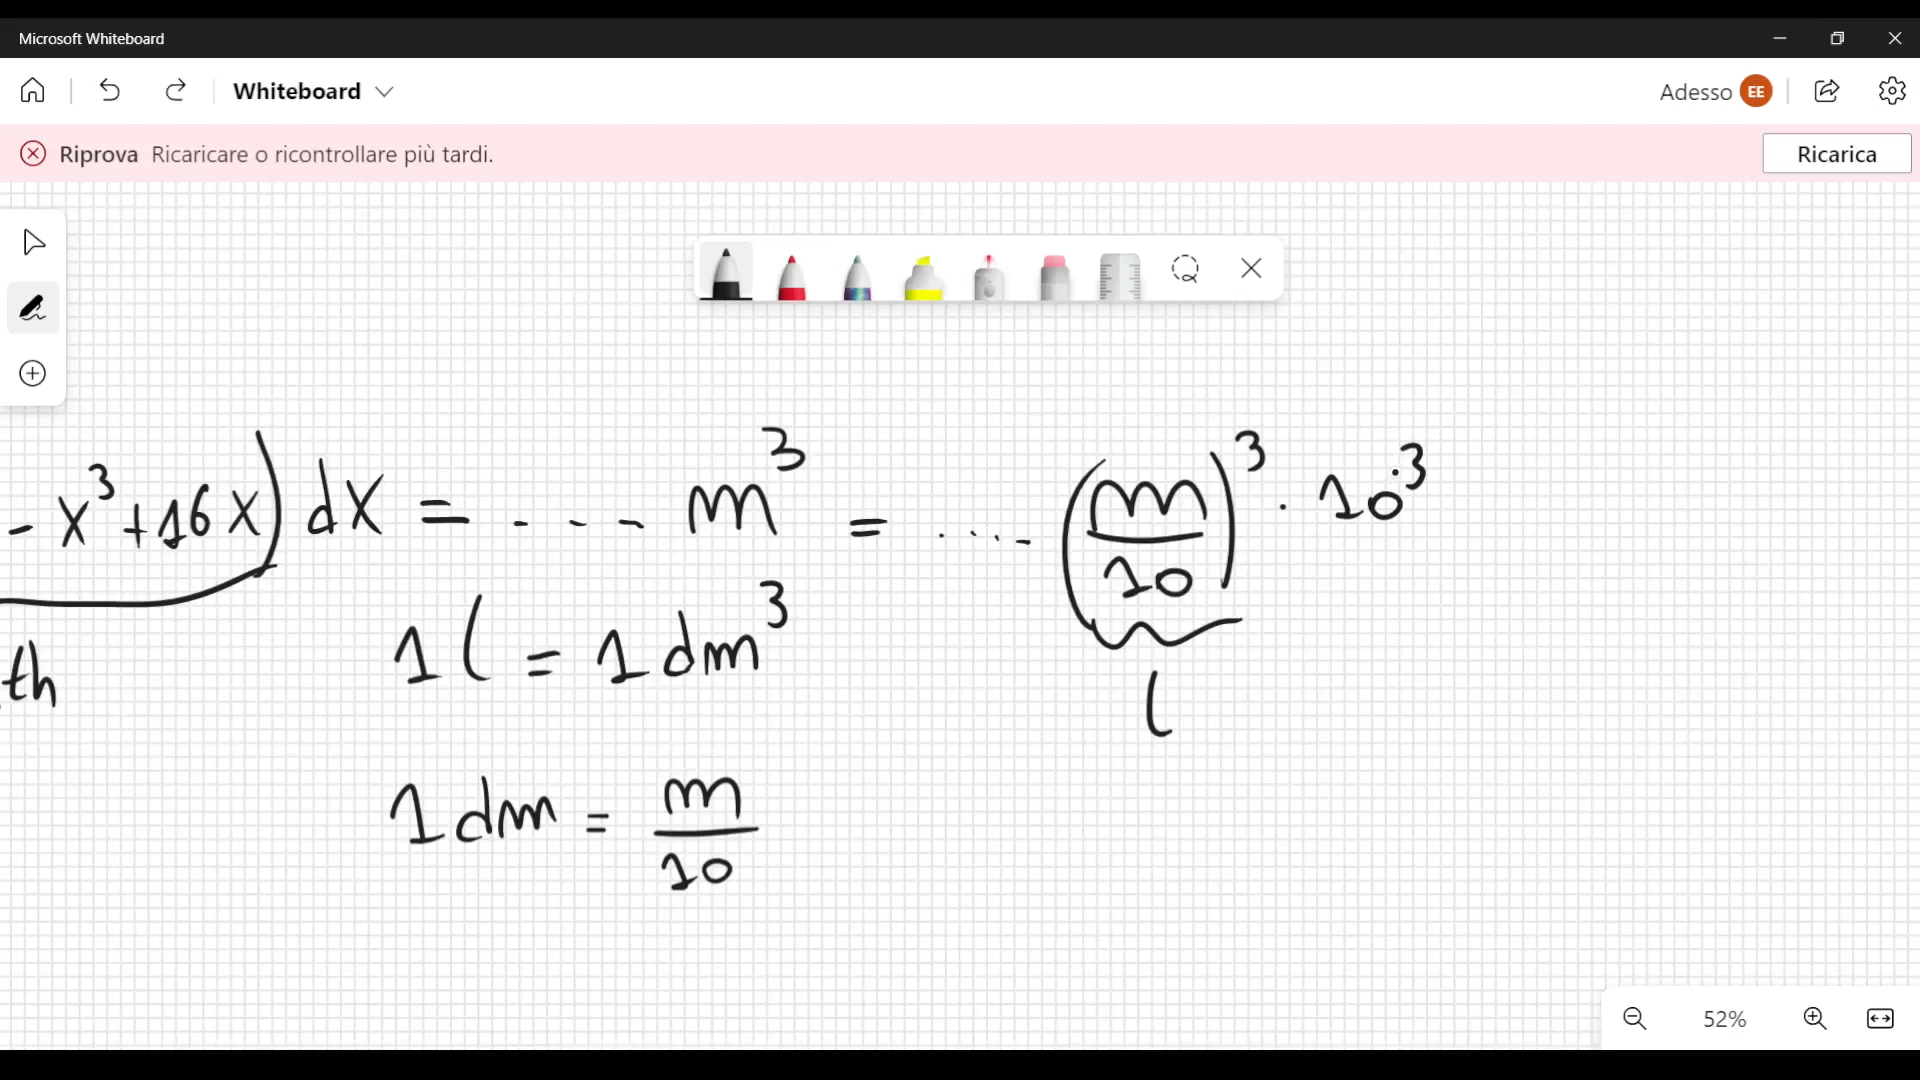 Microsoft Whiteboard
Whiteboard
Adesso EE
Riprova Ricaricare o ricontrollare più tardi.
Ricarica
- x³ + 16x) dx = - - - - m³ = .... (m/10)³ · 10³
th
1 l = 1 dm³
l
1 dm = m/10
52%